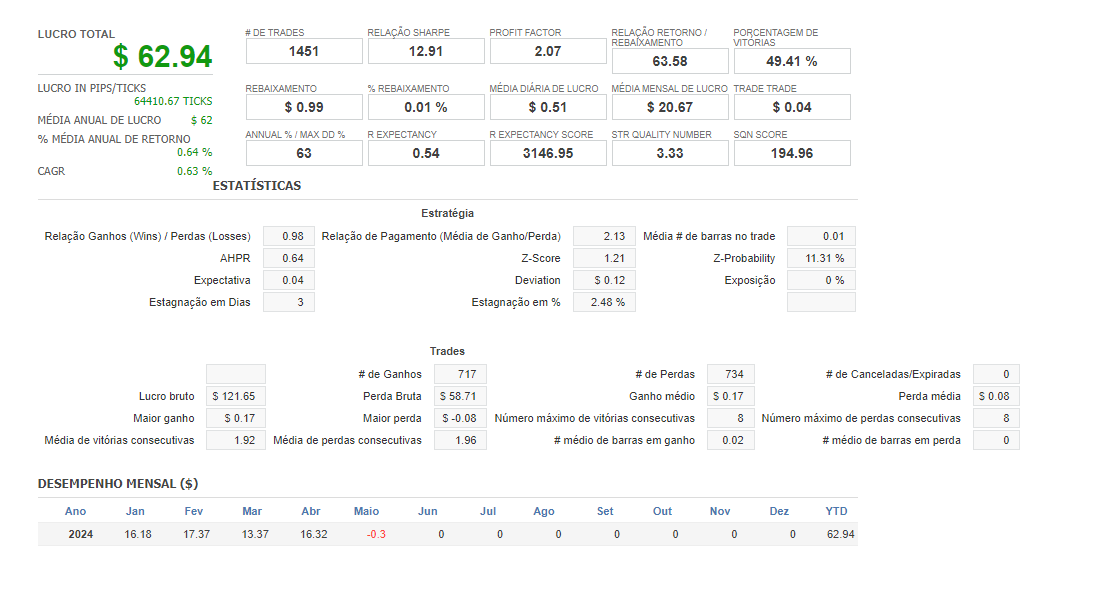 LUCRO TOTAL
$ 62.94
LUCRO IN PIPS/TICKS
64410.67 TICKS
MÉDIA ANUAL DE LUCRO $ 62
% MÉDIA ANUAL DE RETORNO
0.64 %
CAGR 0.63 %
# DE TRADES RELAÇÃO SHARPE PROFIT FACTOR RELAÇÃO RETORNO / REBAIXAMENTO PORCENTAGEM DE VITÓRIAS
1451 12.91 2.07 63.58 49.41 %
REBAIXAMENTO % REBAIXAMENTO MÉDIA DIÁRIA DE LUCRO MÉDIA MENSAL DE LUCRO TRADE TRADE
$ 0.99 0.01 % $ 0.51 $ 20.67 $ 0.04
ANNUAL % / MAX DD % R EXPECTANCY R EXPECTANCY SCORE STR QUALITY NUMBER SQN SCORE
63 0.54 3146.95 3.33 194.96
ESTATÍSTICAS
Estratégia
Relação Ganhos (Wins) / Perdas (Losses) 0.98 Relação de Pagamento (Média de Ganho/Perda) 2.13 Média # de barras no trade 0.01
AHPR 0.64 Z-Score 1.21 Z-Probability 11.31 %
Expectativa 0.04 Deviation $ 0.12 Exposição 0 %
Estagnação em Dias 3 Estagnação em % 2.48 %
Trades
# de Ganhos 717 # de Perdas 734 # de Canceladas/Expiradas 0
Lucro bruto $ 121.65 Perda Bruta $ 58.71 Ganho médio $ 0.17 Perda média $ 0.08
Maior ganho $ 0.17 Maior perda $ -0.08 Número máximo de vitórias consecutivas 8 Número máximo de perdas consecutivas 8
Média de vitórias consecutivas 1.92 Média de perdas consecutivas 1.96 # médio de barras em ganho 0.02 # médio de barras em perda 0
DESEMPENHO MENSAL ($)
Ano Jan Fev Mar Abr Maio Jun Jul Ago Set Out Nov Dez YTD
2024 16.18 17.37 13.37 16.32 -0.3 0 0 0 0 0 0 0 62.94